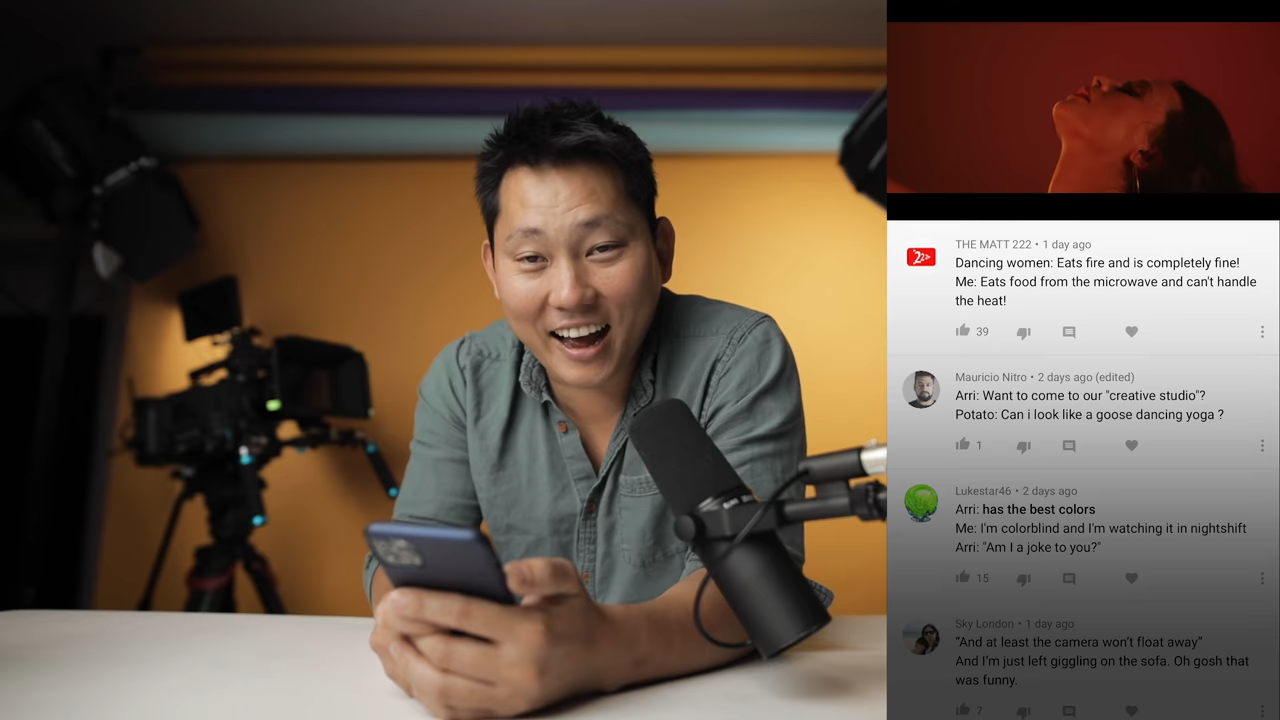 THE MATT 222 • 1 day ago
Dancing women: Eats fire and is completely fine!
Me: Eats food from the microwave and can't handle
the heat!
39
Mauricio Nitro • 2 days ago (edited)
Arri: Want to come to our "creative studio"?
Potato: Can i look like a goose dancing yoga ?
1
Lukestar46 • 2 days ago
Arri: has the best colors
Me: I'm colorblind and I'm watching it in nightshift
Arri: "Am I a joke to you?"
15
Sky London • 1 day ago
"And at least the camera won't float away"
And I'm just left giggling on the sofa. Oh gosh that
was funny.
7